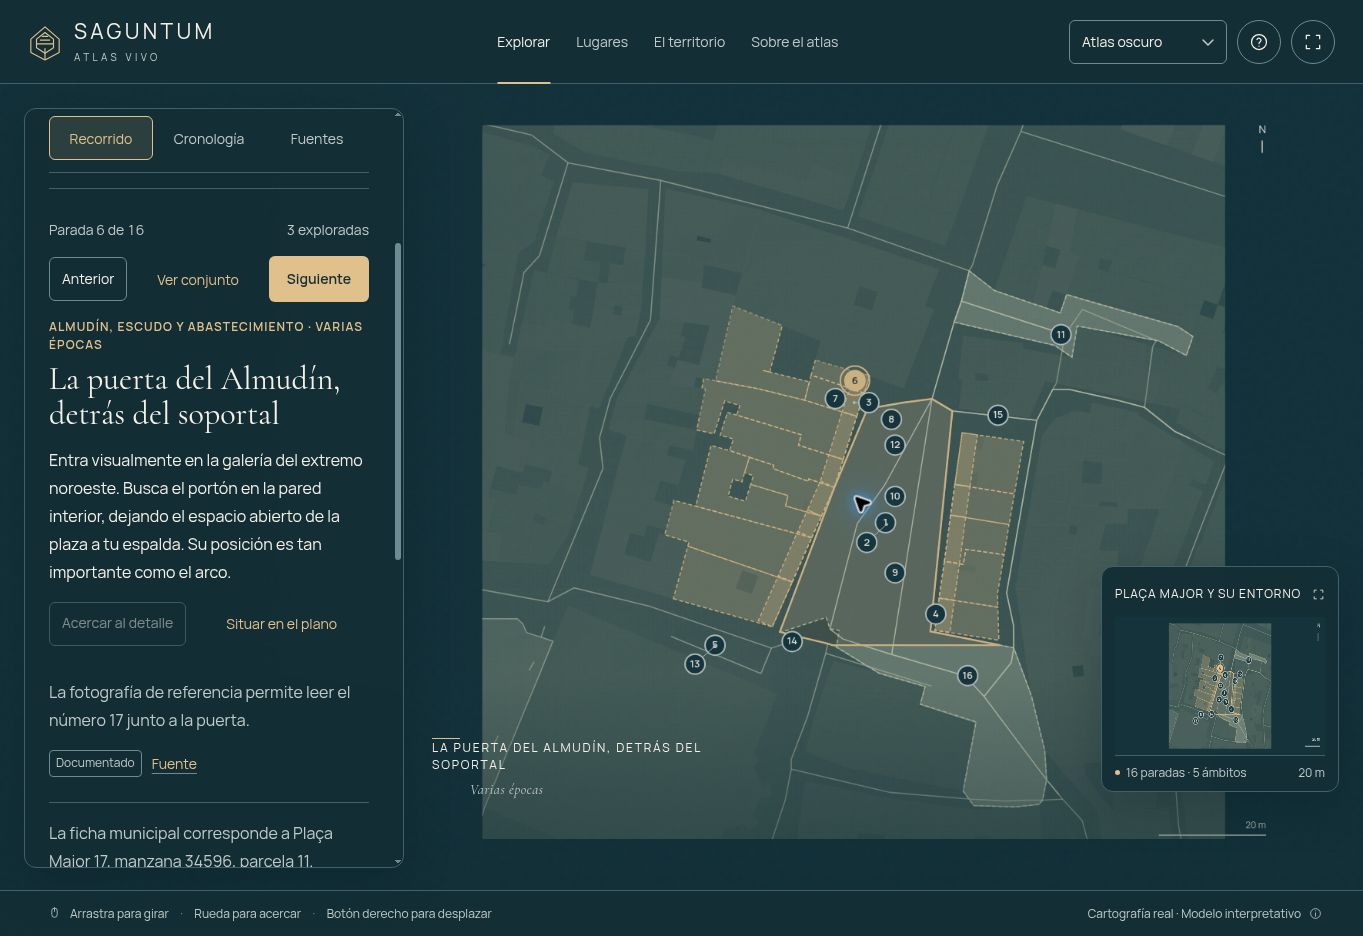 SAGUNTUM
ATLAS VIVO
Explorar
Lugares
El territorio
Sobre el atlas
Atlas oscuro
Recorrido
Cronología
Fuentes
Parada 6 de 16
3 exploradas
Anterior
Ver conjunto
Siguiente
ALMUDÍN, ESCUDO Y ABASTECIMIENTO · VARIAS
ÉPOCAS
La puerta del Almudín,
detrás del soportal
Entra visualmente en la galería del extremo
noroeste. Busca el portón en la pared
interior, dejando el espacio abierto de la
plaza a tu espalda. Su posición es tan
importante como el arco.
Acercar al detalle
Situar en el plano
La fotografía de referencia permite leer el
número 17 junto a la puerta.
Documentado
Fuente
La ficha municipal corresponde a Plaça
Major 17, manzana 34596, parcela 11.
N
11
6
7
3
8
15
12
10
1
2
9
4
14
5
13
16
LA PUERTA DEL ALMUDÍN, DETRÁS DEL
SOPORTAL
Varias épocas
PLAÇA MAJOR Y SU ENTORNO
16 paradas · 5 ámbitos
20 m
20 m
Arrastra para girar · Rueda para acercar · Botón derecho para desplazar
Cartografía real · Modelo interpretativo